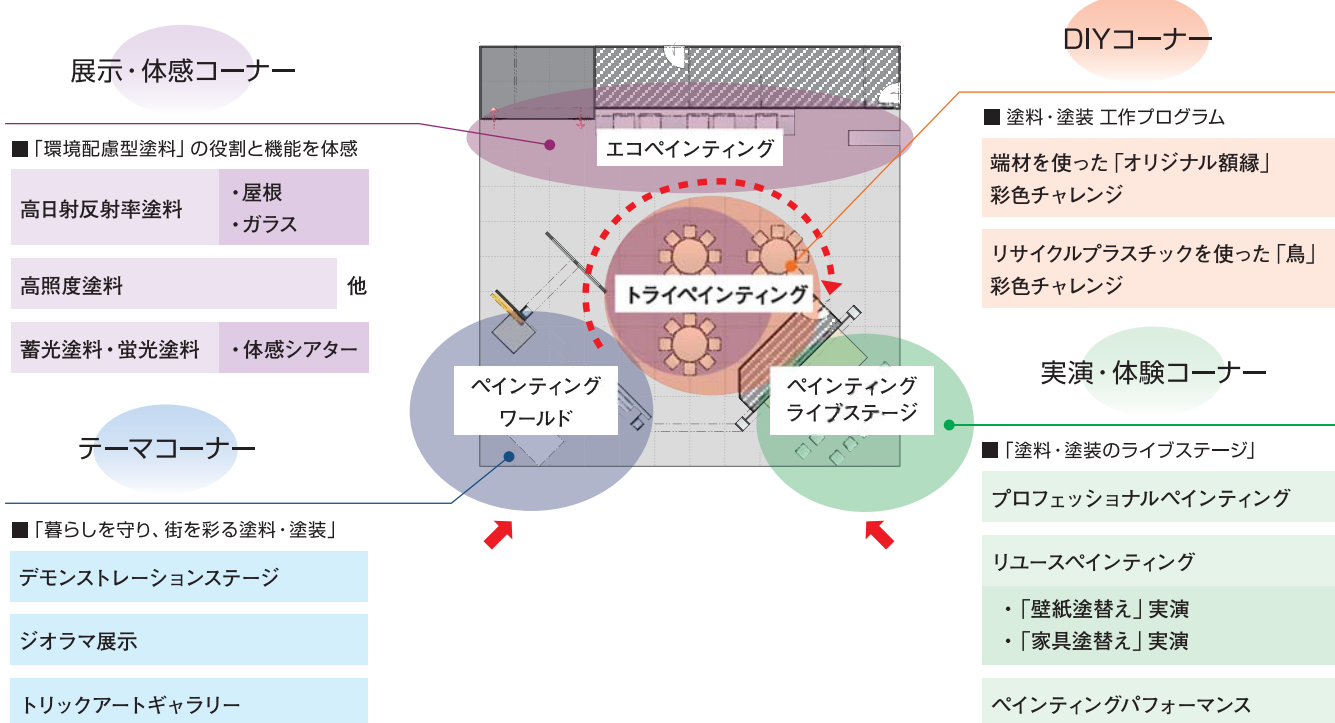 展示・体感コーナー
■「環境配慮型塗料」の役割と機能を体感
高日射反射率塗料
・屋根
・ガラス
高照度塗料 他
蓄光塗料・蛍光塗料 ・体感シアター
テーマコーナー
■「暮らしを守り、街を彩る塗料・塗装」
デモンストレーションステージ
ジオラマ展示
トリックアートギャラリー
エコペインティング
トライペインティング
ペインティング
ワールド
ペインティング
ライブステージ
DIYコーナー
■ 塗料・塗装 工作プログラム
端材を使った「オリジナル額縁」
彩色チャレンジ
リサイクルプラスチックを使った「鳥」
彩色チャレンジ
実演・体験コーナー
■「塗料・塗装のライブステージ」
プロフェッショナルペインティング
リユースペインティング
・「壁紙塗替え」実演
・「家具塗替え」実演
ペインティングパフォーマンス